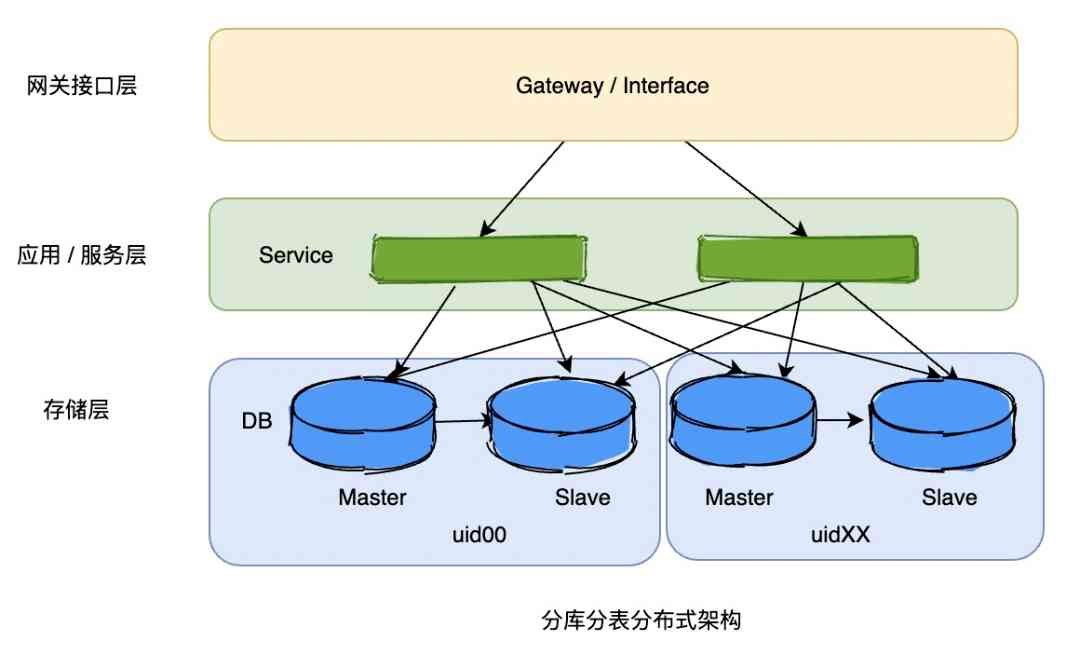 网关接口层
Gateway / Interface
应用 / 服务层
Service
存储层
DB
Master
Slave
Master
Slave
uid00
uidXX
分库分表分布式架构